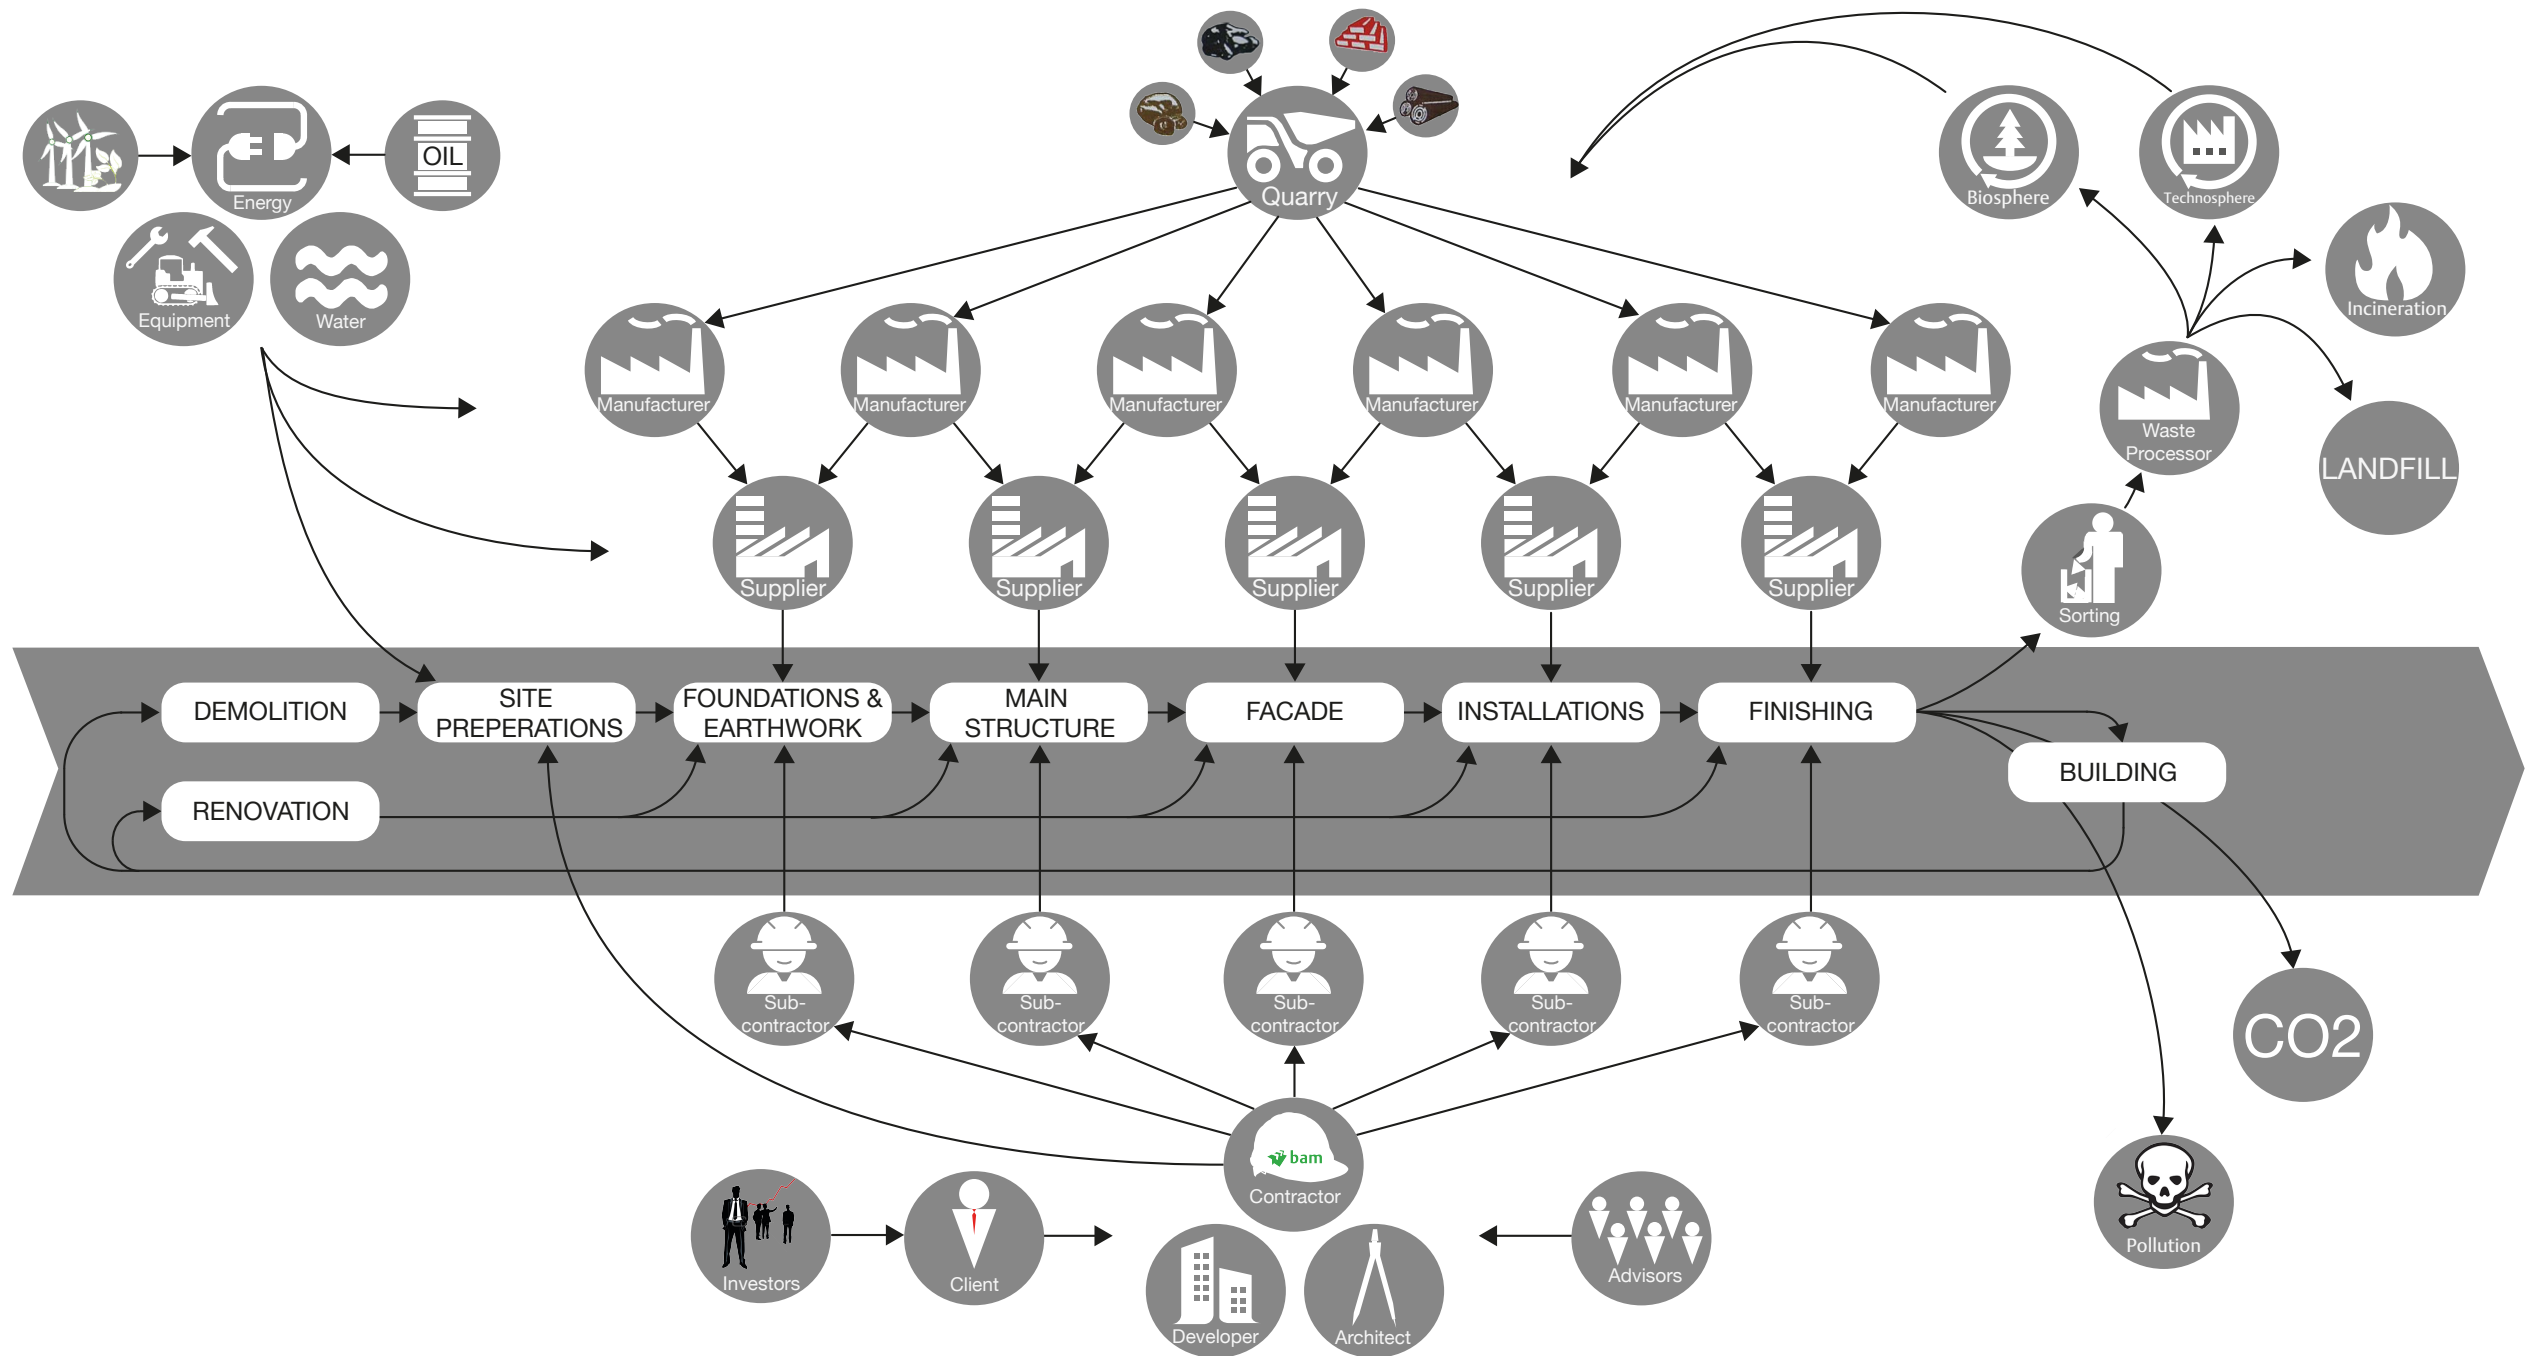 OIL
Energy
Equipment
Water
Quarry
Biosphere
Technosphere
Incineration
Manufacturer
Manufacturer
Manufacturer
Manufacturer
Manufacturer
Manufacturer
Waste
Processor
LANDFILL
Supplier
Supplier
Supplier
Supplier
Supplier
Sorting
DEMOLITION
SITE
PREPERATIONS
FOUNDATIONS &
EARTHWORK
MAIN
STRUCTURE
FACADE
INSTALLATIONS
FINISHING
BUILDING
RENOVATION
Sub-
contractor
Sub-
contractor
Sub-
contractor
Sub-
contractor
Sub-
contractor
CO2
bam
Contractor
Investors
Client
Developer
Architect
Advisors
Pollution